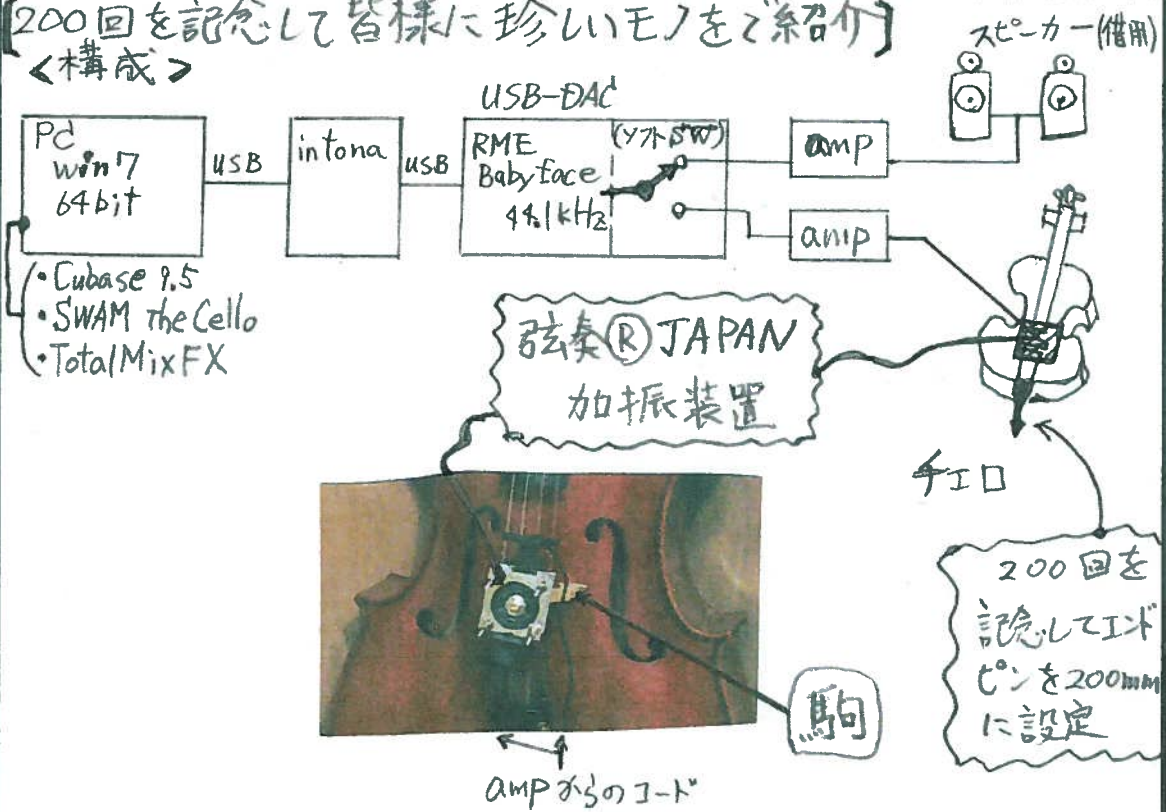 [200回を記念して皆様に珍しいモノをご紹介]
<構成>
スピーカー(借用)
USB-DAC
PC
win7
64bit
USB
intona
USB
RME
Babyface
44.1kHz
(ソフトSW)
amp
amp
・Cubase 9.5
・SWAM The Cello
・TotalMix FX
弦奏Ⓡ JAPAN
加振装置
チェロ
200回を
記念してエンド
ピンを200mm
に設定
駒
ampからのコード